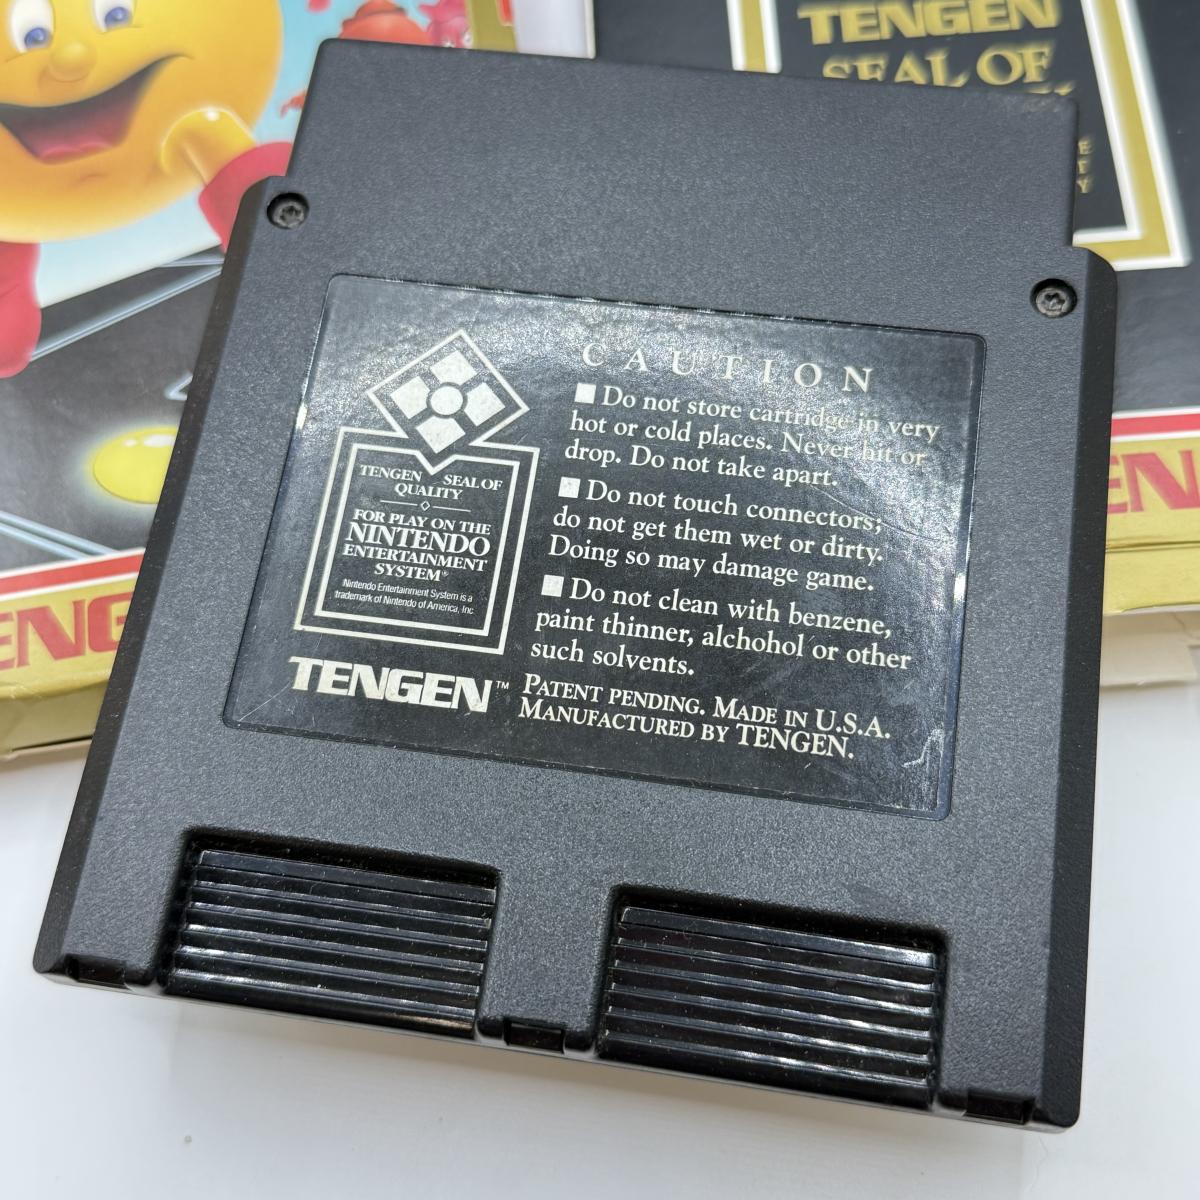 TENGEN
SEAL OF
CAUTION
■ Do not store cartridge in very
hot or cold places. Never hit or
drop. Do not take apart.
■ Do not touch connectors;
do not get them wet or dirty.
Doing so may damage game.
■ Do not clean with benzene,
paint thinner, alchohol or other
such solvents.
PATENT PENDING. MADE IN U.S.A.
MANUFACTURED BY TENGEN.
TENGEN SEAL OF
QUALITY
FOR PLAY ON THE
NINTENDO
ENTERTAINMENT
SYSTEM®
Nintendo Entertainment System is a
trademark of Nintendo of America, Inc
TENGEN™
ENG
EN